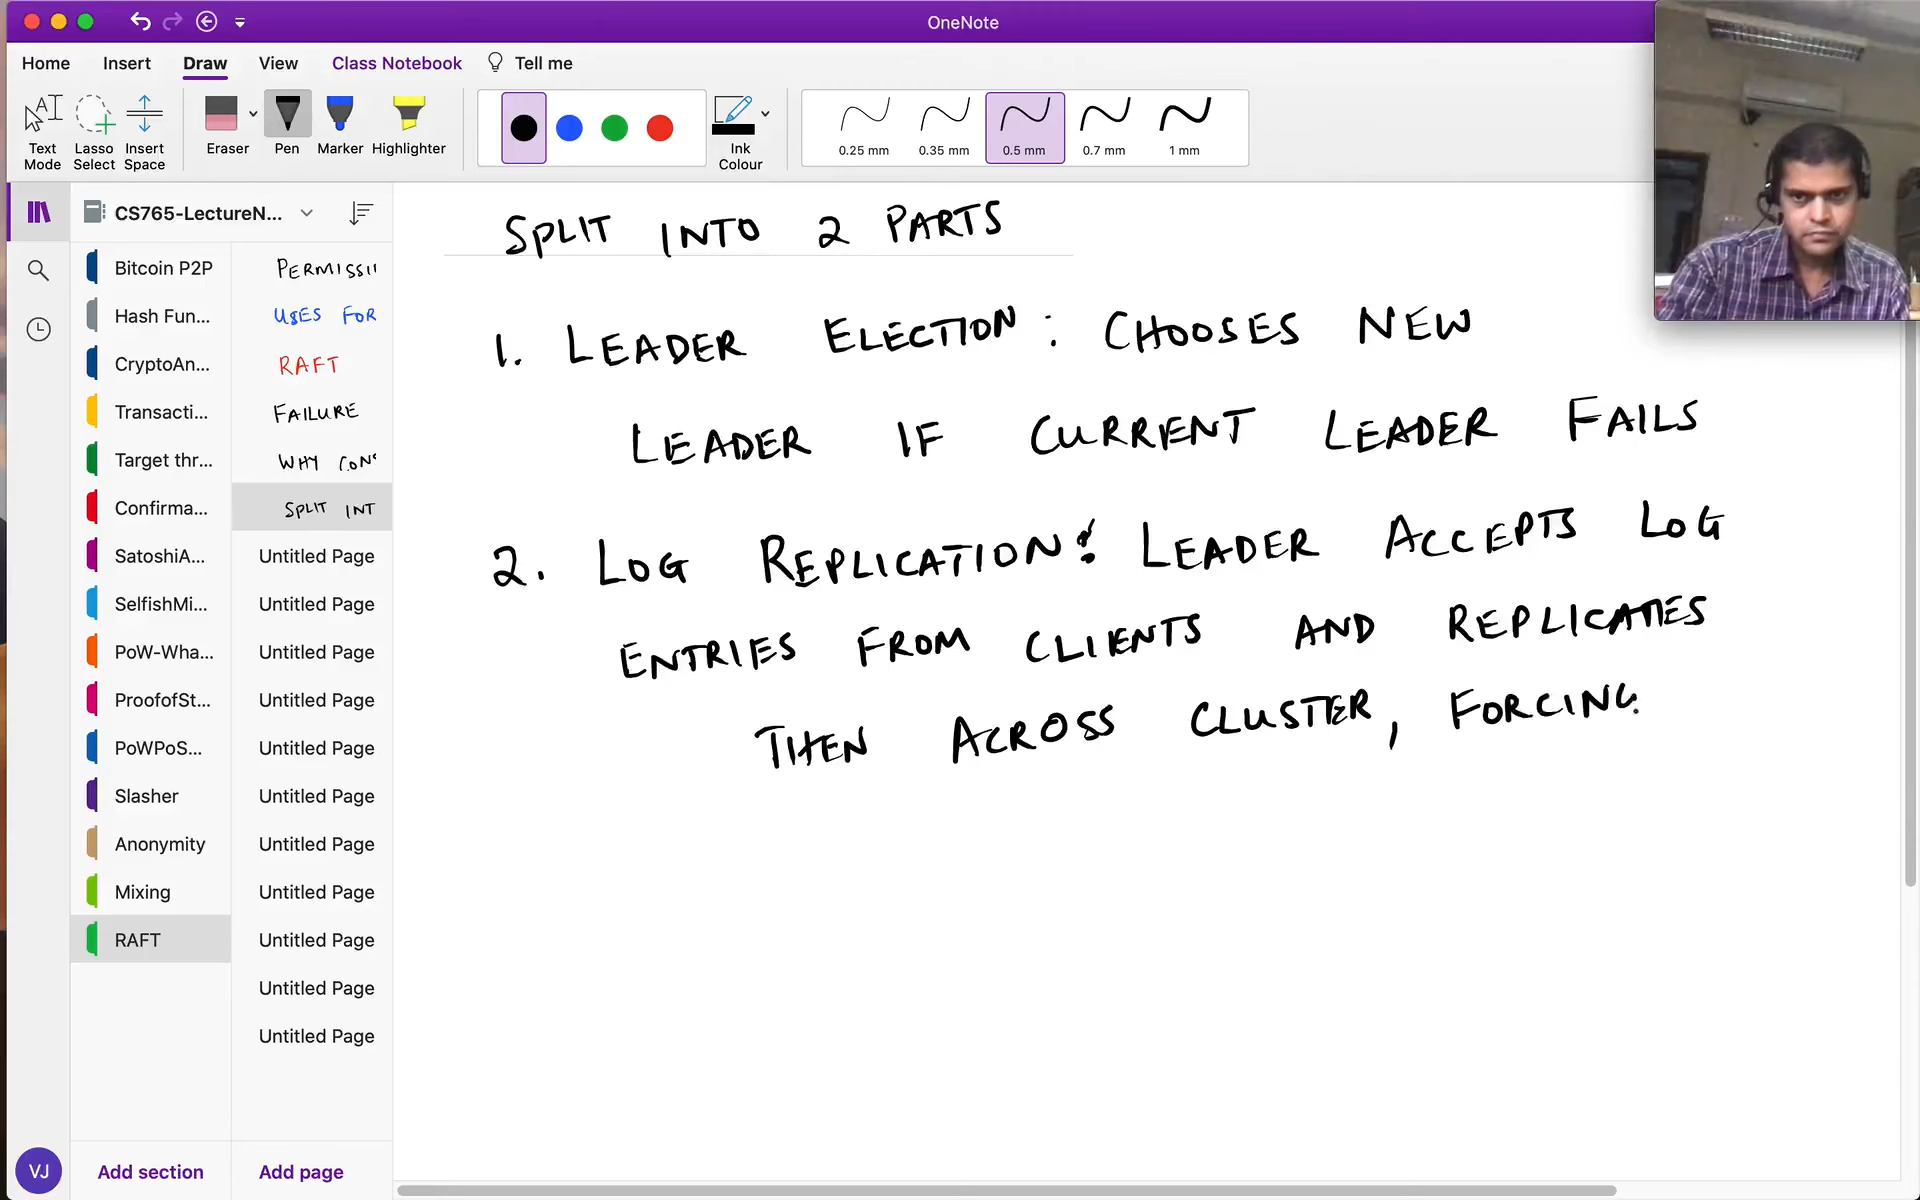 OneNote
Home Insert Draw View Class Notebook Tell me
Text Mode
Lasso Select
Insert Space
Eraser
Pen
Marker
Highlighter
Ink Colour
0.25 mm
0.35 mm
0.5 mm
0.7 mm
1 mm
CS765-LectureN...
Bitcoin P2P
Hash Fun...
CryptoAn...
Transacti...
Target thr...
Confirma...
SatoshiA...
SelfishMi...
PoW-Wha...
ProofofSt...
PoWPoS...
Slasher
Anonymity
Mixing
RAFT
Add section
VJ
PERMISSI
USES FOR
RAFT
FAILURE
WHY CONS
SPLIT INT
Untitled Page
Untitled Page
Untitled Page
Untitled Page
Untitled Page
Untitled Page
Untitled Page
Untitled Page
Untitled Page
Untitled Page
Untitled Page
Add page
SPLIT INTO 2 PARTS
1. LEADER ELECTION : CHOOSES NEW
LEADER IF CURRENT LEADER FAILS
2. LOG REPLICATION: LEADER ACCEPTS LOG
ENTRIES FROM CLIENTS AND REPLICATES
THEN ACROSS CLUSTER, FORCING